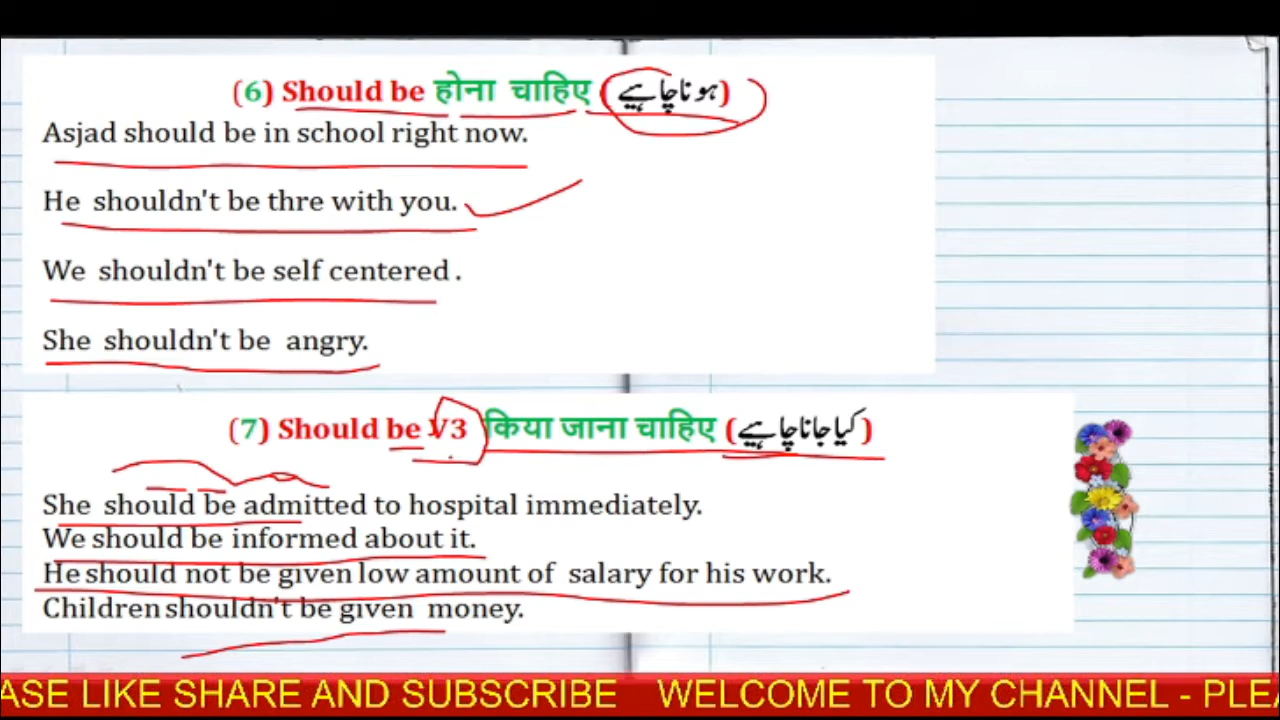 (6) Should be होना चाहिए (ہونا چاہیے)
Asjad should be in school right now.
He shouldn't be thre with you.
We shouldn't be self centered .
She shouldn't be angry.
(7) Should be V3 किया जाना चाहिए (کیا جانا چاہیے)
She should be admitted to hospital immediately.
We should be informed about it.
He should not be given low amount of salary for his work.
Children shouldn't be given money.
ASE LIKE SHARE AND SUBSCRIBE WELCOME TO MY CHANNEL - PLEA